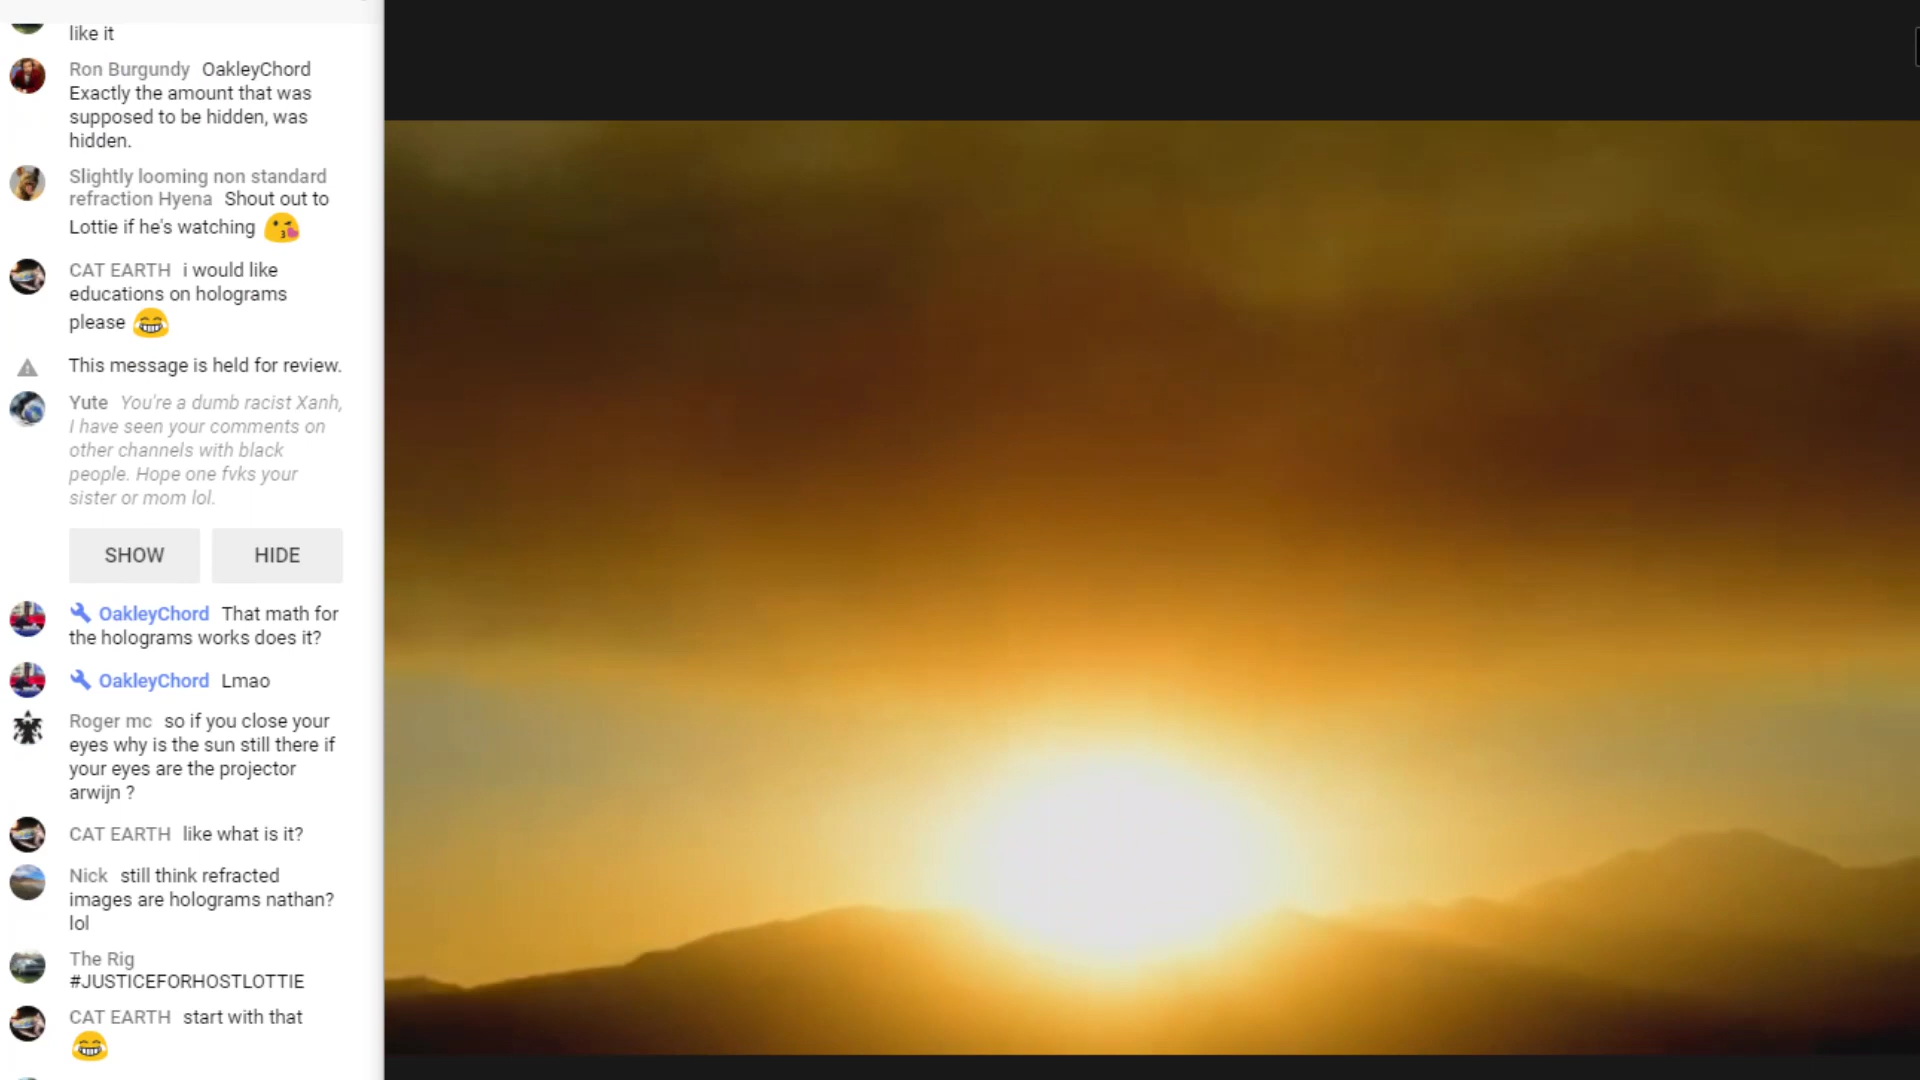 like it
Ron Burgundy OakleyChord
Exactly the amount that was
supposed to be hidden, was
hidden.
Slightly looming non standard
refraction Hyena Shout out to
Lottie if he's watching 😘
CAT EARTH i would like
educations on holograms
please 😂
This message is held for review.
Yute You're a dumb racist Xanh,
I have seen your comments on
other channels with black
people. Hope one fvks your
sister or mom lol.
SHOW HIDE
OakleyChord That math for
the holograms works does it?
OakleyChord Lmao
Roger mc so if you close your
eyes why is the sun still there if
your eyes are the projector
arwijn ?
CAT EARTH like what is it?
Nick still think refracted
images are holograms nathan?
lol
The Rig
#JUSTICEFORHOSTLOTTIE
CAT EARTH start with that
😂